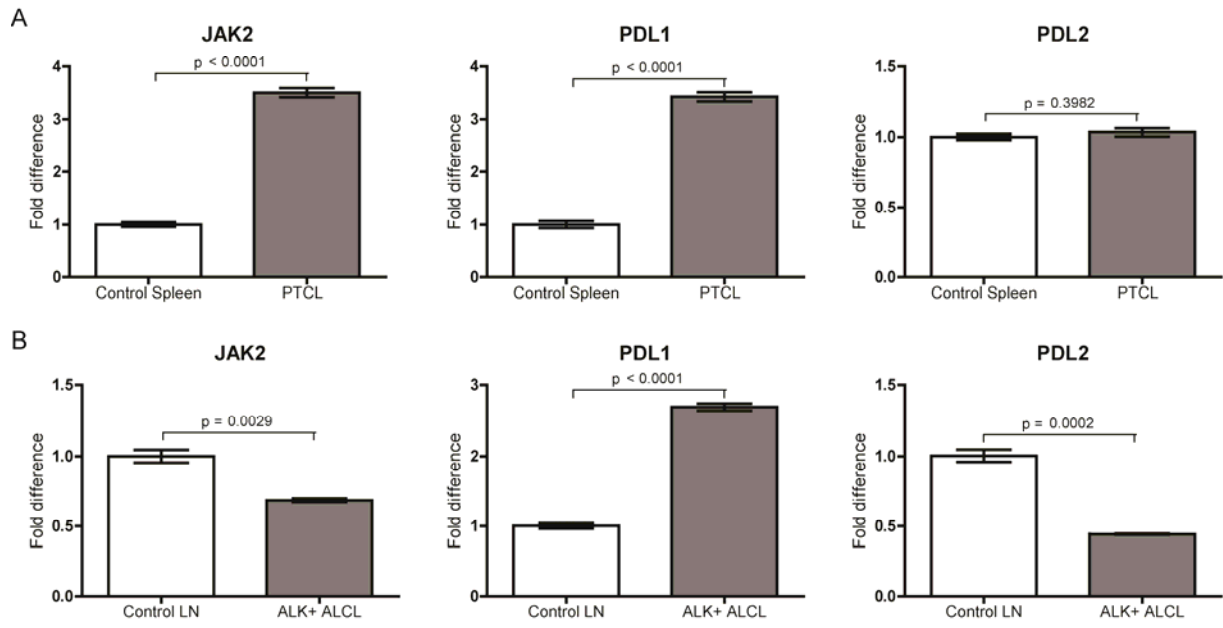 A
JAK2
PDL1
PDL2
p < 0.0001
p < 0.0001
p = 0.3982
Fold difference
4
3
2
1
0
Control Spleen
PTCL
Fold difference
4
3
2
1
0
Control Spleen
PTCL
Fold difference
1.5
1.0
0.5
0.0
Control Spleen
PTCL
B
JAK2
PDL1
PDL2
p = 0.0029
p < 0.0001
p = 0.0002
Fold difference
1.5
1.0
0.5
0.0
Control LN
ALK+ ALCL
Fold difference
3
2
1
0
Control LN
ALK+ ALCL
Fold difference
1.5
1.0
0.5
0.0
Control LN
ALK+ ALCL